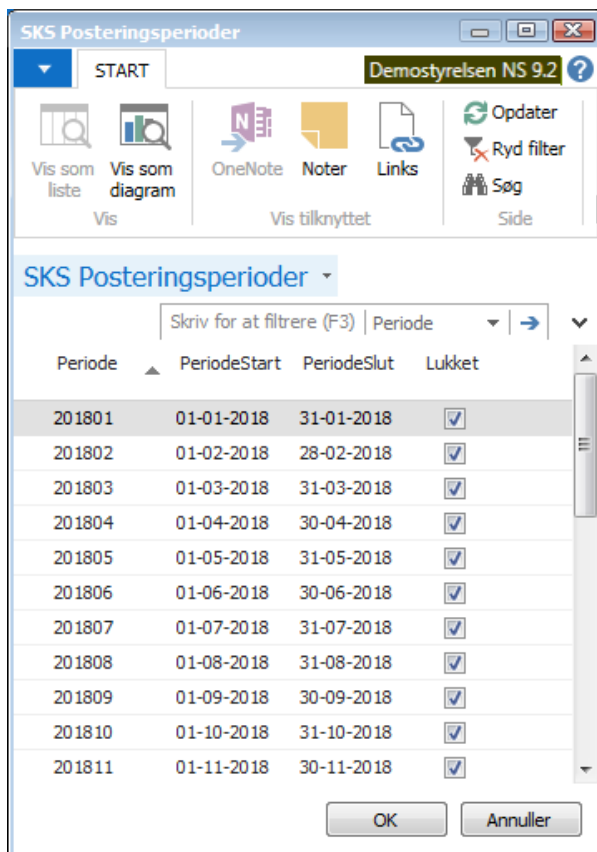 SKS Posteringsperioder
START
Demostyrelsen NS 9.2
Vis som liste
Vis som diagram
OneNote
Noter
Links
Opdater
Ryd filter
Søg
Vis
Vis tilknyttet
Side
SKS Posteringsperioder
Skriv for at filtrere (F3) Periode
Periode PeriodeStart PeriodeSlut Lukket
201801 01-01-2018 31-01-2018
201802 01-02-2018 28-02-2018
201803 01-03-2018 31-03-2018
201804 01-04-2018 30-04-2018
201805 01-05-2018 31-05-2018
201806 01-06-2018 30-06-2018
201807 01-07-2018 31-07-2018
201808 01-08-2018 31-08-2018
201809 01-09-2018 30-09-2018
201810 01-10-2018 31-10-2018
201811 01-11-2018 30-11-2018
OK Annuller